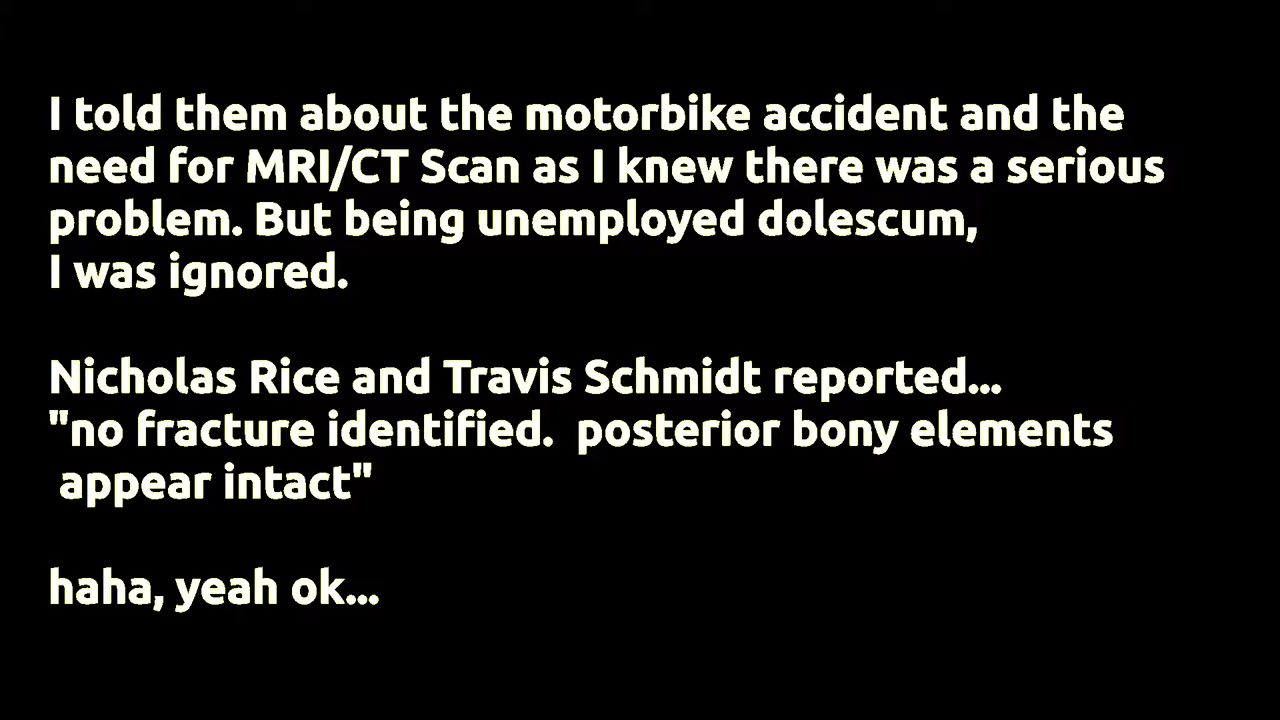 I told them about the motorbike accident and the
need for MRI/CT Scan as I knew there was a serious
problem. But being unemployed dolescum,
I was ignored.
Nicholas Rice and Travis Schmidt reported...
"no fracture identified.  posterior bony elements
 appear intact"
haha, yeah ok...